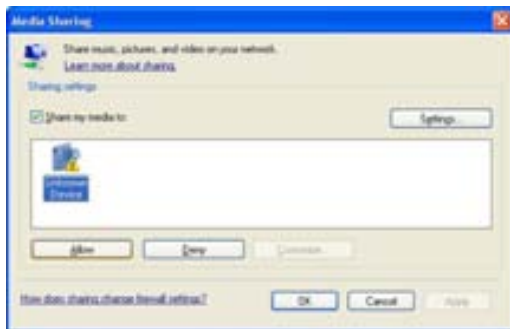 Media Sharing
Share music, pictures, and video on your network.
Learn more about sharing.
Sharing settings
Share my media to:
Settings...
Unknown
Device
Allow
Deny
Customize...
How does sharing change firewall settings?
OK
Cancel
Apply